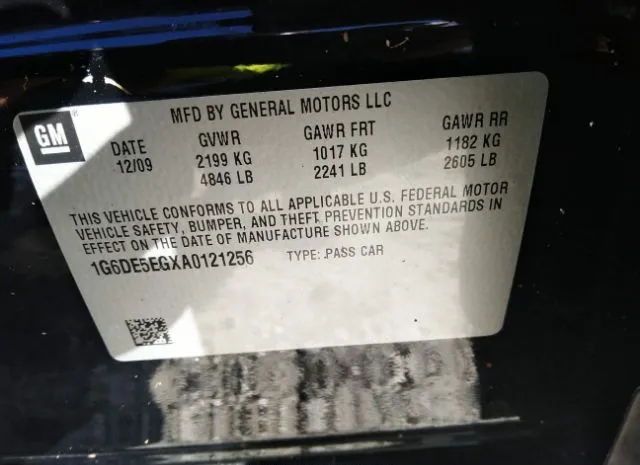 MFD BY GENERAL MOTORS LLC
GM
DATE GVWR GAWR FRT GAWR RR
12/09 2199 KG 1017 KG 1182 KG
4846 LB 2241 LB 2605 LB
THIS VEHICLE CONFORMS TO ALL APPLICABLE U.S. FEDERAL MOTOR
VEHICLE SAFETY, BUMPER, AND THEFT PREVENTION STANDARDS IN
EFFECT ON THE DATE OF MANUFACTURE SHOWN ABOVE.
1G6DE5EGXA0121256 TYPE: PASS CAR